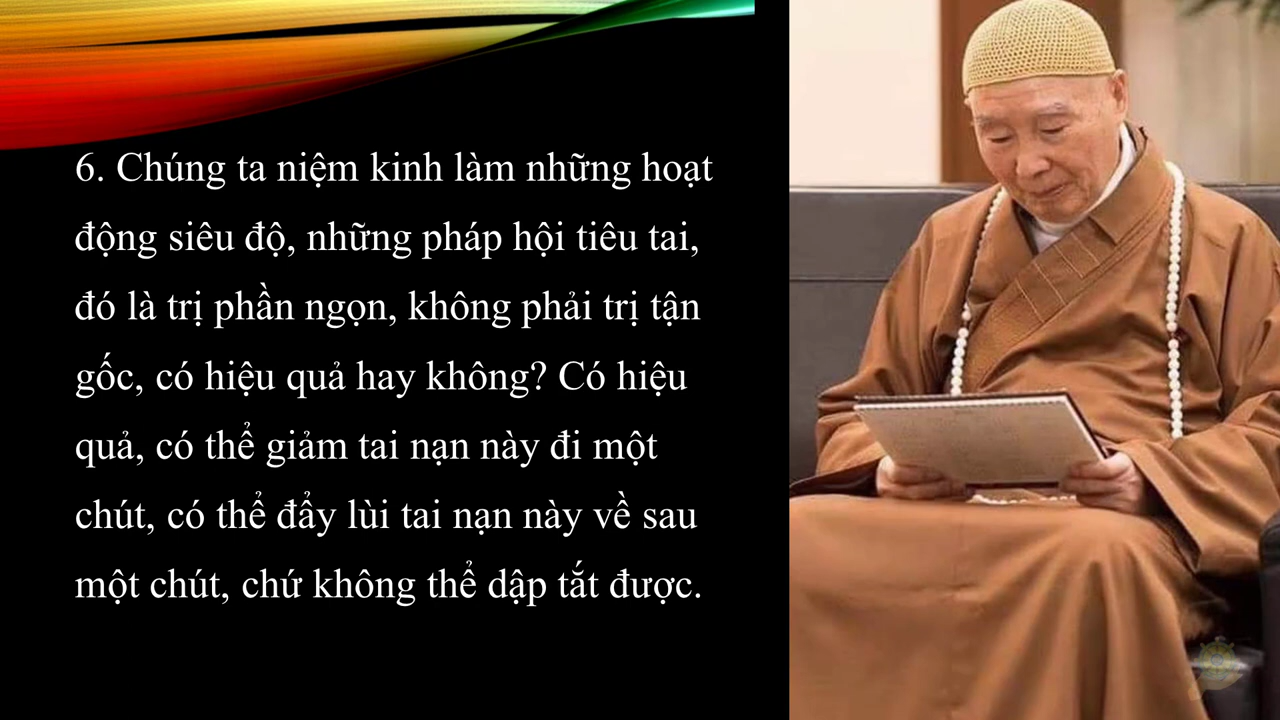 6. Chúng ta niệm kinh làm những hoạt
động siêu độ, những pháp hội tiêu tai,
đó là trị phần ngọn, không phải trị tận
gốc, có hiệu quả hay không? Có hiệu
quả, có thể giảm tai nạn này đi một
chút, có thể đẩy lùi tai nạn này về sau
một chút, chứ không thể dập tắt được.